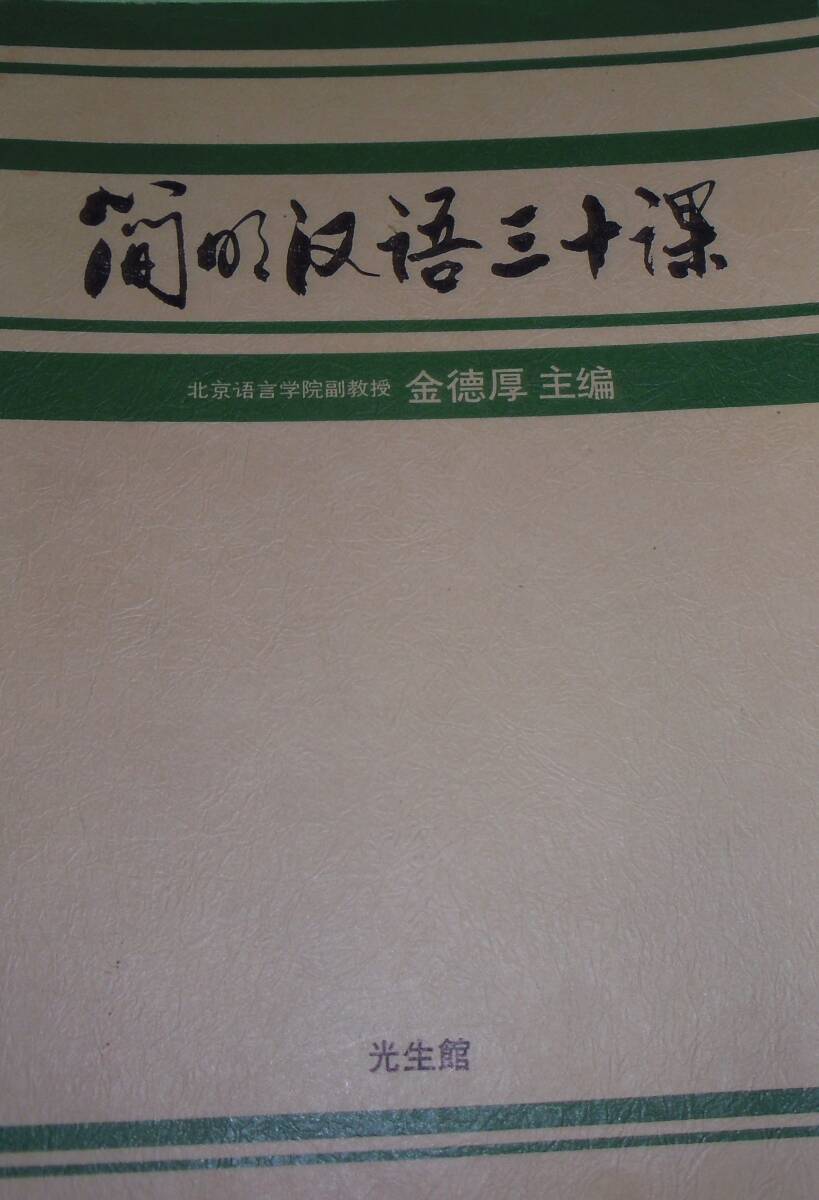 简明汉语三十课
北京语言学院副教授 金德厚 主编
光生館